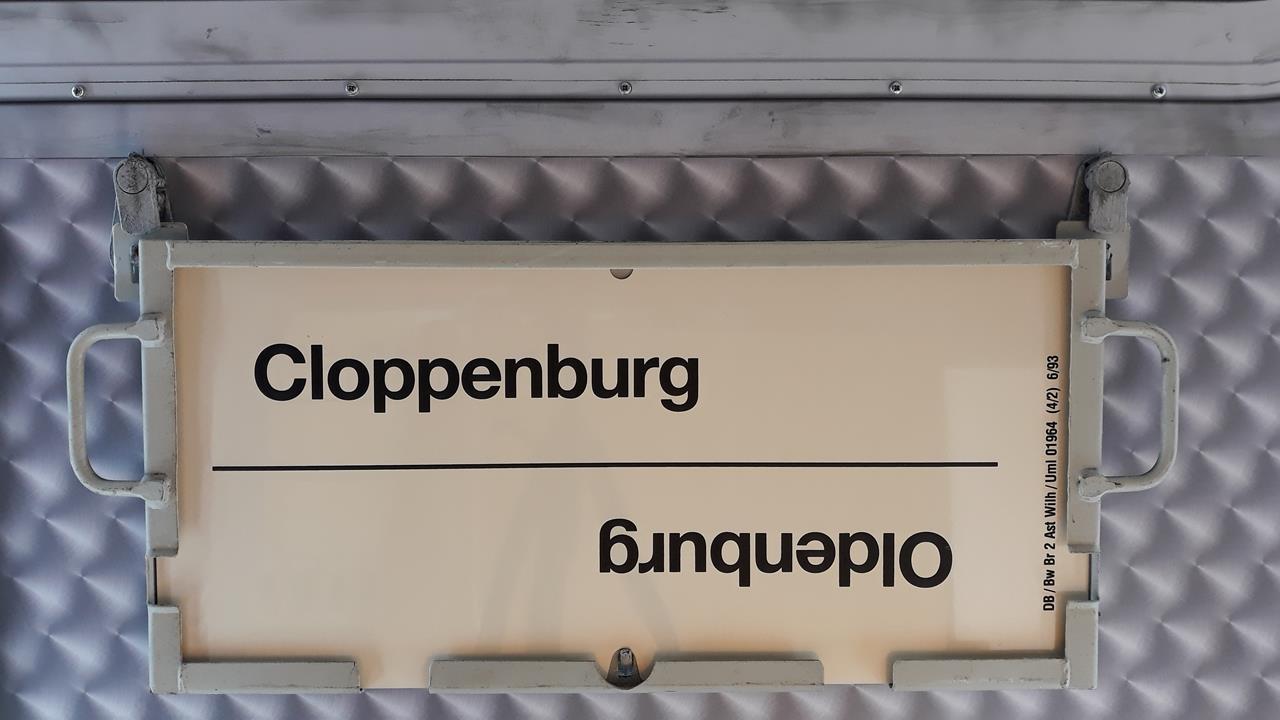 Cloppenburg
Oldenburg
DB/Bw Br 2 Ast Wilh/Uml 01964 (4/2) 6/93